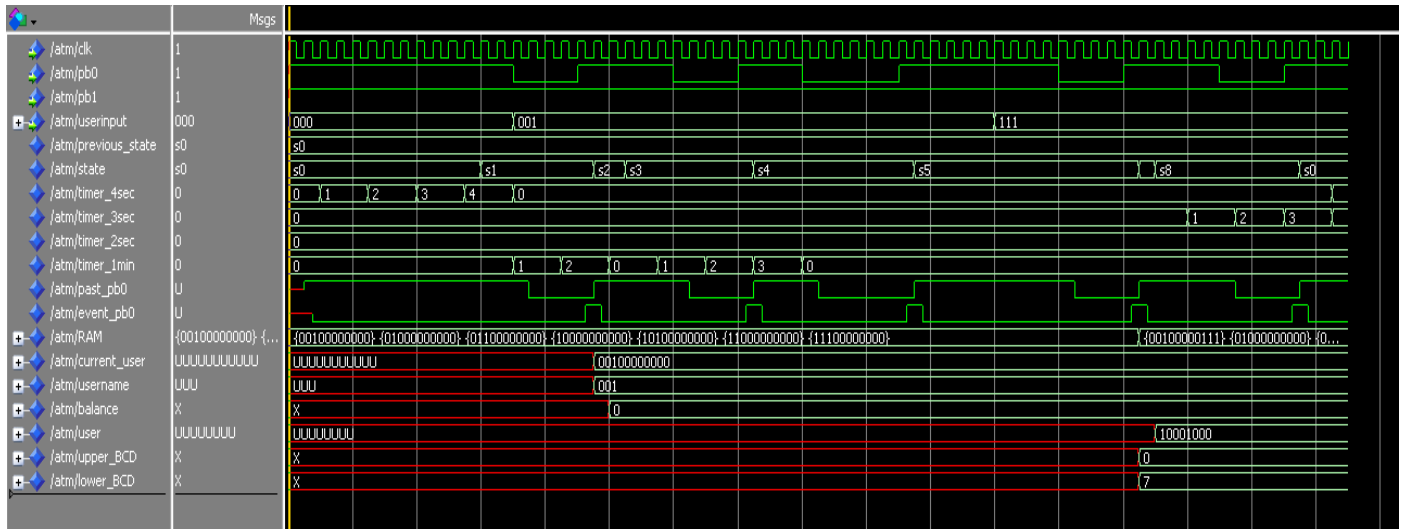 Msgs
/atm/clk 1
/atm/pb0 1
/atm/pb1 1
/atm/userinput 000 000 001 111
/atm/previous_state s0 s0
/atm/state s0 s0 s1 s2 s3 s4 s5 s8 s0
/atm/timer_4sec 0 0 1 2 3 4 0
/atm/timer_3sec 0 0 1 2 3
/atm/timer_2sec 0 0
/atm/timer_1min 0 0 1 2 0 1 2 3 0
/atm/past_pb0 U
/atm/event_pb0 U
/atm/RAM {00100000000} {... {00100000000} {01000000000} {01100000000} {10000000000} {10100000000} {11000000000} {11100000000} {00100000111} {01000000000} {0...
/atm/current_user UUUUUUUUUUU UUUUUUUUUUU 00100000000
/atm/username UUU UUU 001
/atm/balance X X 0
/atm/user UUUUUUUU UUUUUUUU 10001000
/atm/upper_BCD X X 0
/atm/lower_BCD X X 7